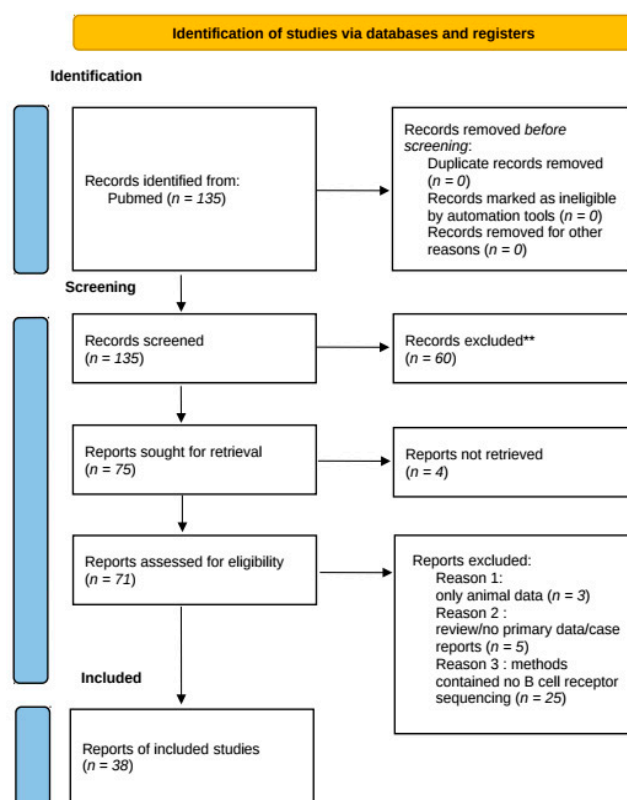 Identification of studies via databases and registers
Identification
Records identified from:
Pubmed (n = 135)
Records removed before
screening:
Duplicate records removed
(n = 0)
Records marked as ineligible
by automation tools (n = 0)
Records removed for other
reasons (n = 0)
Screening
Records screened
(n = 135)
Records excluded**
(n = 60)
Reports sought for retrieval
(n = 75)
Reports not retrieved
(n = 4)
Reports assessed for eligibility
(n = 71)
Reports excluded:
Reason 1:
only animal data (n = 3)
Reason 2 :
review/no primary data/case
reports (n = 5)
Reason 3 : methods
contained no B cell receptor
sequencing (n = 25)
Included
Reports of included studies
(n = 38)